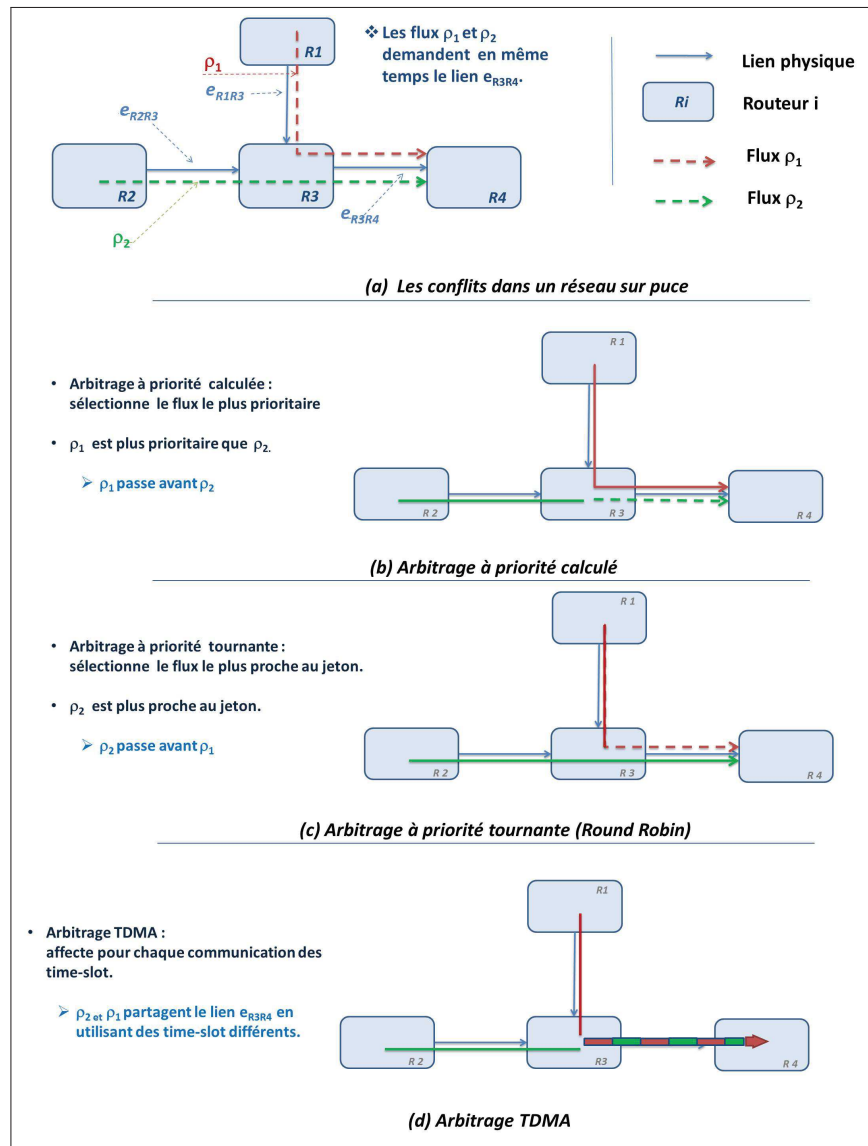 R1
ρ1
eR1R3
eR2R3
R2
R3
R4
eR3R4
ρ2
❖ Les flux ρ1 et ρ2
demandent en même
temps le lien eR3R4.
Lien physique
Ri
Routeur i
Flux ρ1
Flux ρ2
(a) Les conflits dans un réseau sur puce
• Arbitrage à priorité calculée :
sélectionne le flux le plus prioritaire
• ρ1 est plus prioritaire que ρ2.
➢ ρ1 passe avant ρ2
R 1
R 2
R 3
R 4
(b) Arbitrage à priorité calculé
• Arbitrage à priorité tournante :
sélectionne le flux le plus proche au jeton.
• ρ2 est plus proche au jeton.
➢ ρ2 passe avant ρ1
R 1
R 2
R 3
R 4
(c) Arbitrage à priorité tournante (Round Robin)
• Arbitrage TDMA :
affecte pour chaque communication des
time-slot.
➢ ρ2 et ρ1 partagent le lien eR3R4 en
utilisant des time-slot différents.
R1
R 2
R3
R 4
(d) Arbitrage TDMA